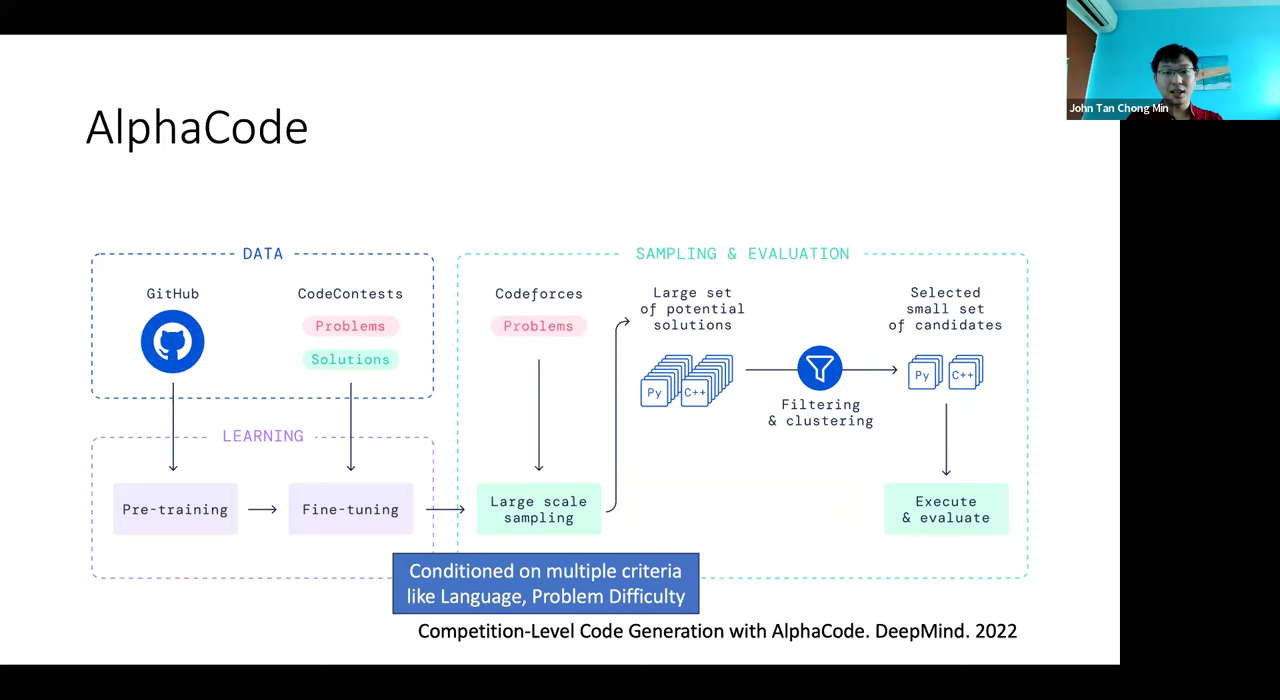 John Tan Chong Min
AlphaCode
DATA
GitHub
CodeContests
Problems
Solutions
LEARNING
Pre-training
Fine-tuning
SAMPLING & EVALUATION
Codeforces
Problems
Large scale
sampling
Large set
of potential
solutions
Py
C++
Filtering
& clustering
Selected
small set
of candidates
Py
C++
Execute
& evaluate
Conditioned on multiple criteria
like Language, Problem Difficulty
Competition-Level Code Generation with AlphaCode. DeepMind. 2022